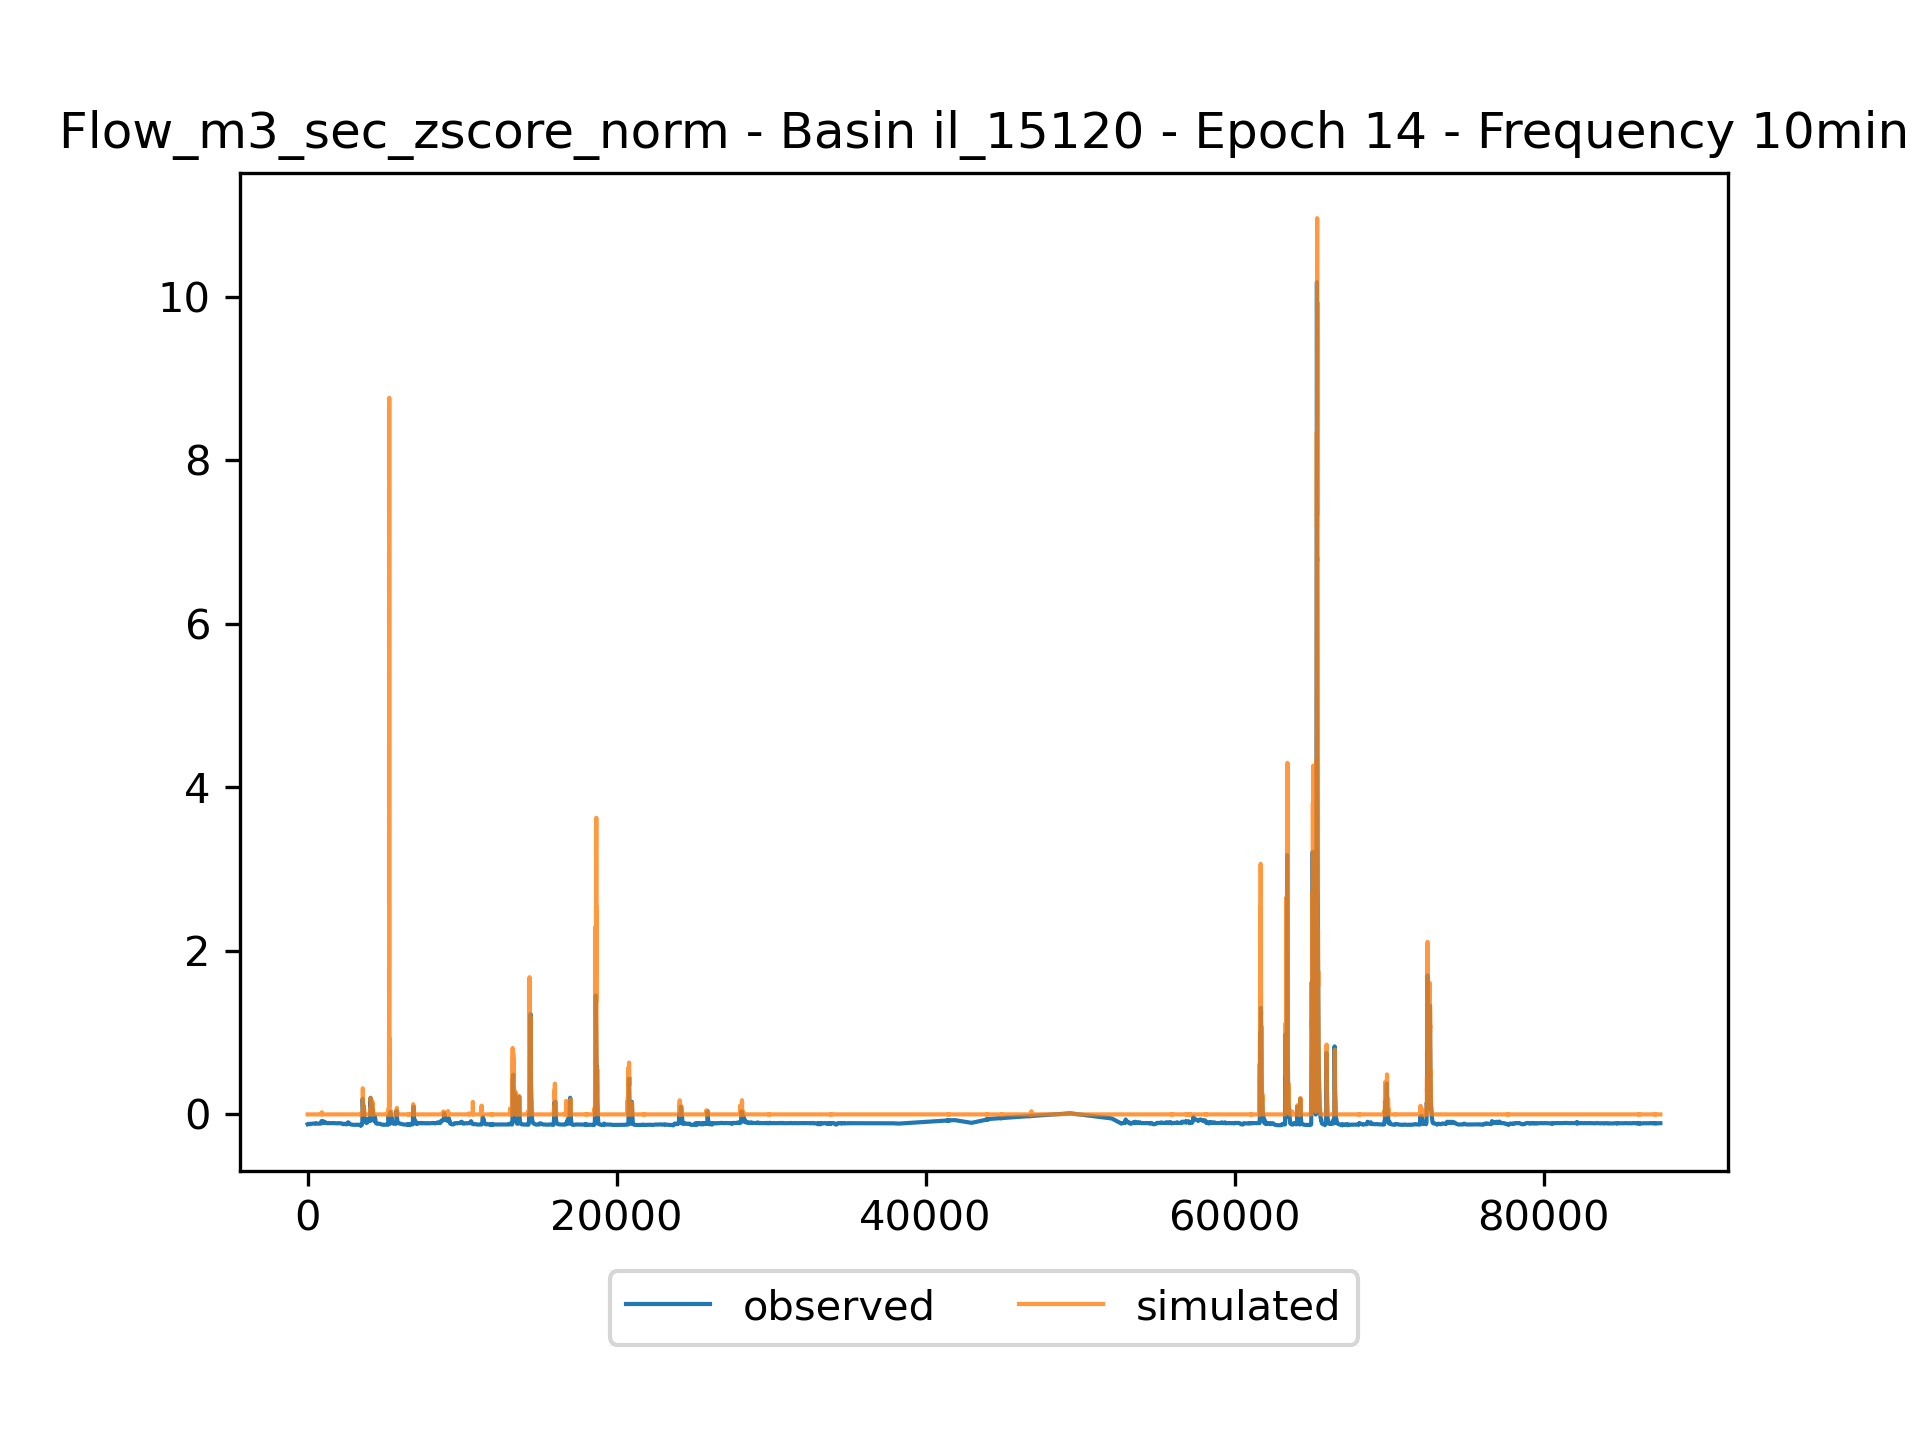 Flow_m3_sec_zscore_norm - Basin il_15120 - Epoch 14 - Frequency 10min
10
8
6
4
2
0
0 20000 40000 60000 80000
observed simulated